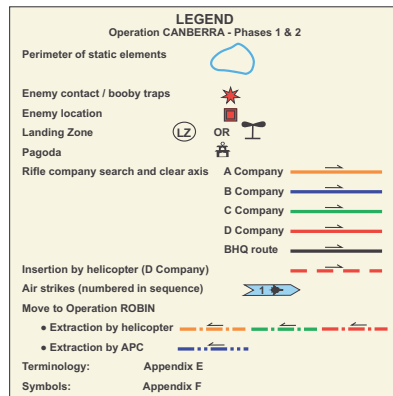 LEGEND
Operation CANBERRA - Phases 1 & 2
Perimeter of static elements
Enemy contact / booby traps
Enemy location
Landing Zone LZ OR
Pagoda
Rifle company search and clear axis A Company
B Company
C Company
D Company
BHQ route
Insertion by helicopter (D Company)
Air strikes (numbered in sequence) 1
Move to Operation ROBIN
● Extraction by helicopter
● Extraction by APC
Terminology: Appendix E
Symbols: Appendix F